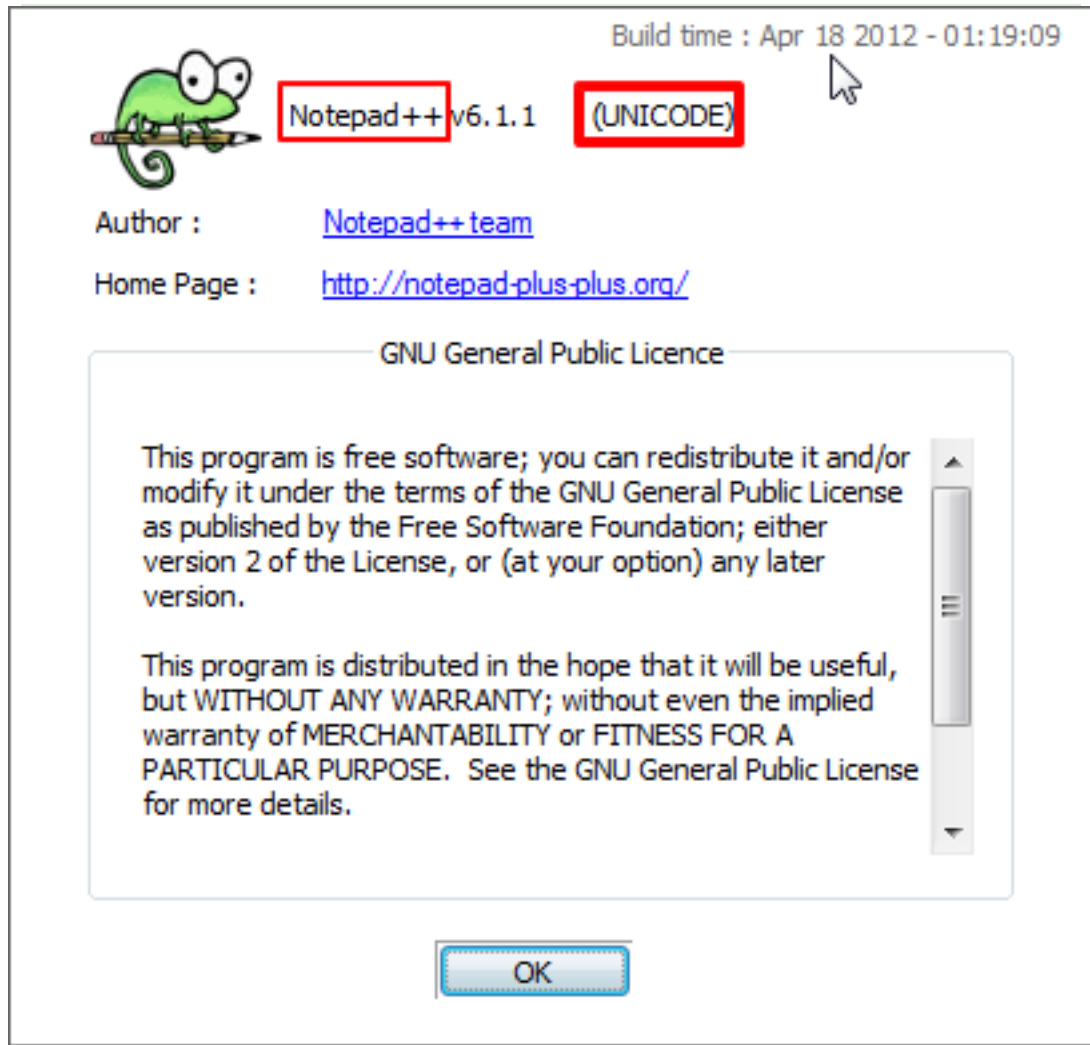 Build time : Apr 18 2012 - 01:19:09
Notepad++ v6.1.1 (UNICODE)
Author : Notepad++ team
Home Page : http://notepad-plus-plus.org/
GNU General Public Licence
This program is free software; you can redistribute it and/or
modify it under the terms of the GNU General Public License
as published by the Free Software Foundation; either
version 2 of the License, or (at your option) any later
version.
This program is distributed in the hope that it will be useful,
but WITHOUT ANY WARRANTY; without even the implied
warranty of MERCHANTABILITY or FITNESS FOR A
PARTICULAR PURPOSE.  See the GNU General Public License
for more details.
OK